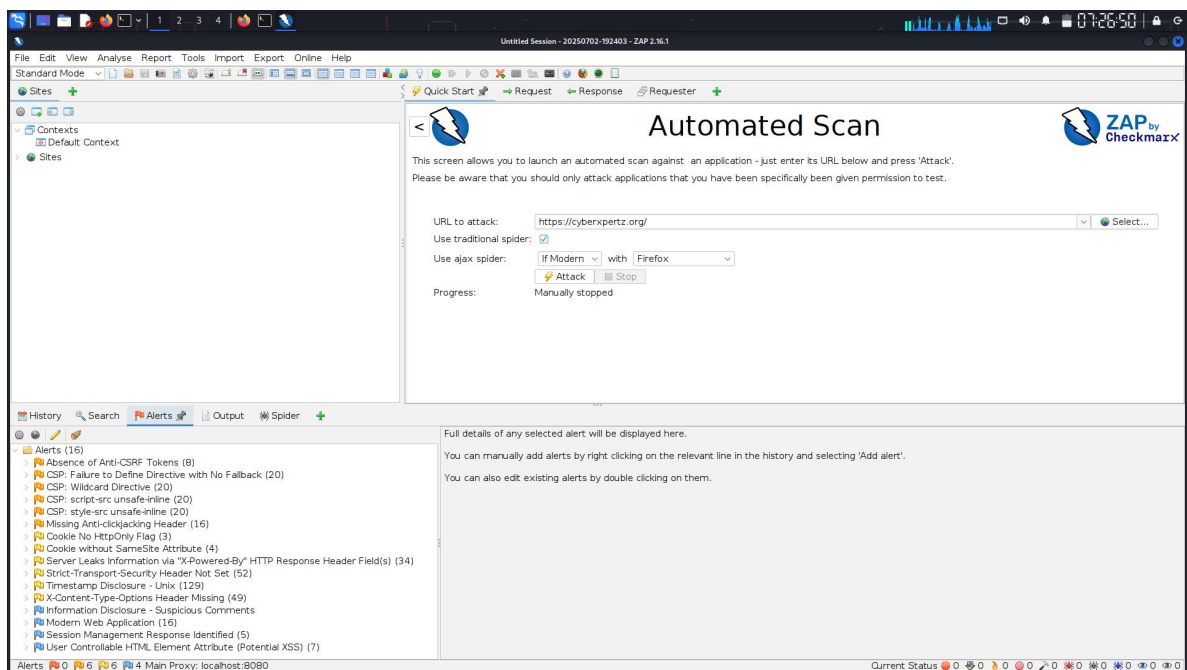 1 2 3 4
07:26:50
Untitled Session - 20250702-192403 - ZAP 2.16.1
File Edit View Analyse Report Tools Import Export Online Help
Standard Mode
Sites
Quick Start Request Response Requester
Contexts
Default Context
Sites
<
Automated Scan
ZAP by
Checkmarx
This screen allows you to launch an automated scan against an application - just enter its URL below and press 'Attack'.
Please be aware that you should only attack applications that you have been specifically been given permission to test.
URL to attack: https://cyberxpertz.org/ Select...
Use traditional spider:
Use ajax spider: If Modern with Firefox
Attack Stop
Progress: Manually stopped
History Search Alerts Output Spider
Full details of any selected alert will be displayed here.
You can manually add alerts by right clicking on the relevant line in the history and selecting 'Add alert'.
You can also edit existing alerts by double clicking on them.
Alerts (16)
Absence of Anti-CSRF Tokens (8)
CSP: Failure to Define Directive with No Fallback (20)
CSP: Wildcard Directive (20)
CSP: script-src unsafe-inline (20)
CSP: style-src unsafe-inline (20)
Missing Anti-clickjacking Header (16)
Cookie No HttpOnly Flag (3)
Cookie without SameSite Attribute (4)
Server Leaks Information via "X-Powered-By" HTTP Response Header Field(s) (34)
Strict-Transport-Security Header Not Set (52)
Timestamp Disclosure - Unix (129)
X-Content-Type-Options Header Missing (49)
Information Disclosure - Suspicious Comments
Modern Web Application (16)
Session Management Response Identified (5)
User Controllable HTML Element Attribute (Potential XSS) (7)
Alerts 0 6 6 4 Main Proxy: localhost:8080
Current Status 0 0 0 0 0 0 0 0 0 0